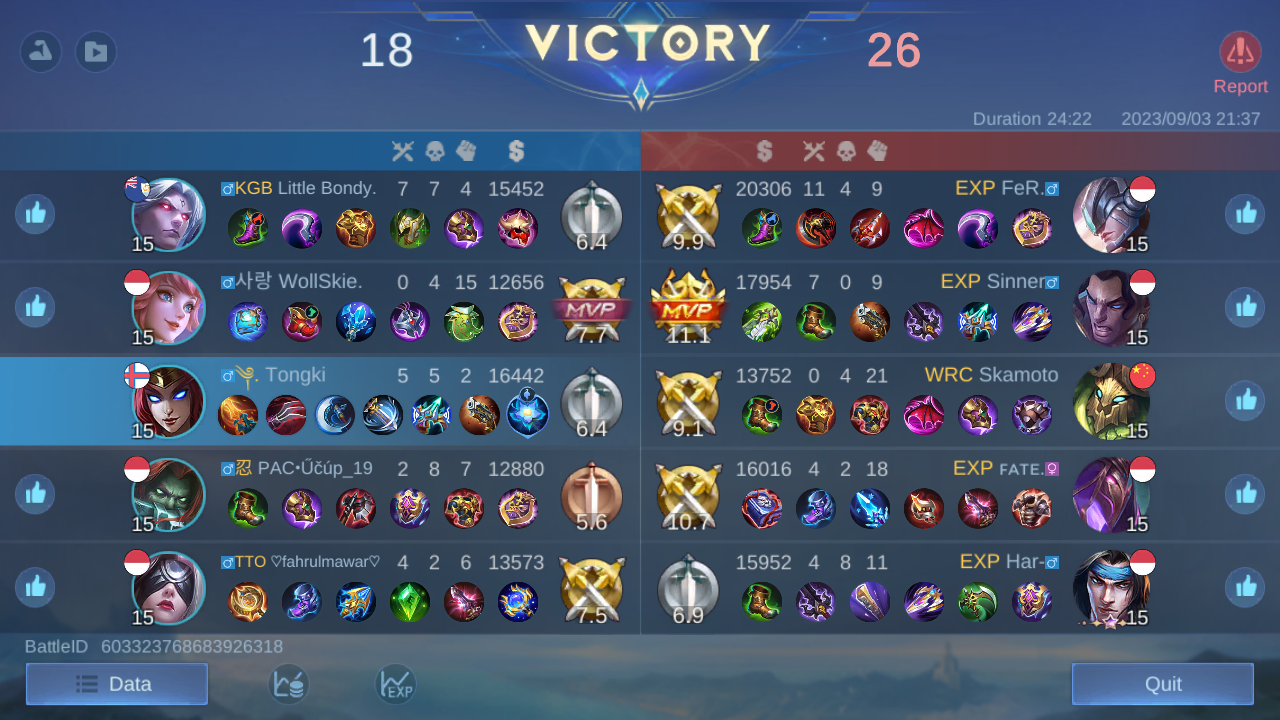 18 VICTORY 26
Report
Duration 24:22 2023/09/03 21:37
KGB Little Bondy. 7 7 4 15452 6.4 15
20306 11 4 9 EXP FeR. 9.9 15
사랑 WollSkie. 0 4 15 12656 MVP 7.7 15
17954 7 0 9 EXP Sinner MVP 11.1 15
Tongki 5 5 2 16442 6.4 15
13752 0 4 21 WRC Skamoto 9.1 15
忍 PAC•Űčúp_19 2 8 7 12880 5.6 15
16016 4 2 18 EXP ꜰᴀᴛᴇ. 10.7 15
TTO ♡fahrulmawar♡ 4 2 6 13573 7.5 15
15952 4 8 11 EXP Har- 6.9 15
BattleID 603323768683926318
Data EXP Quit